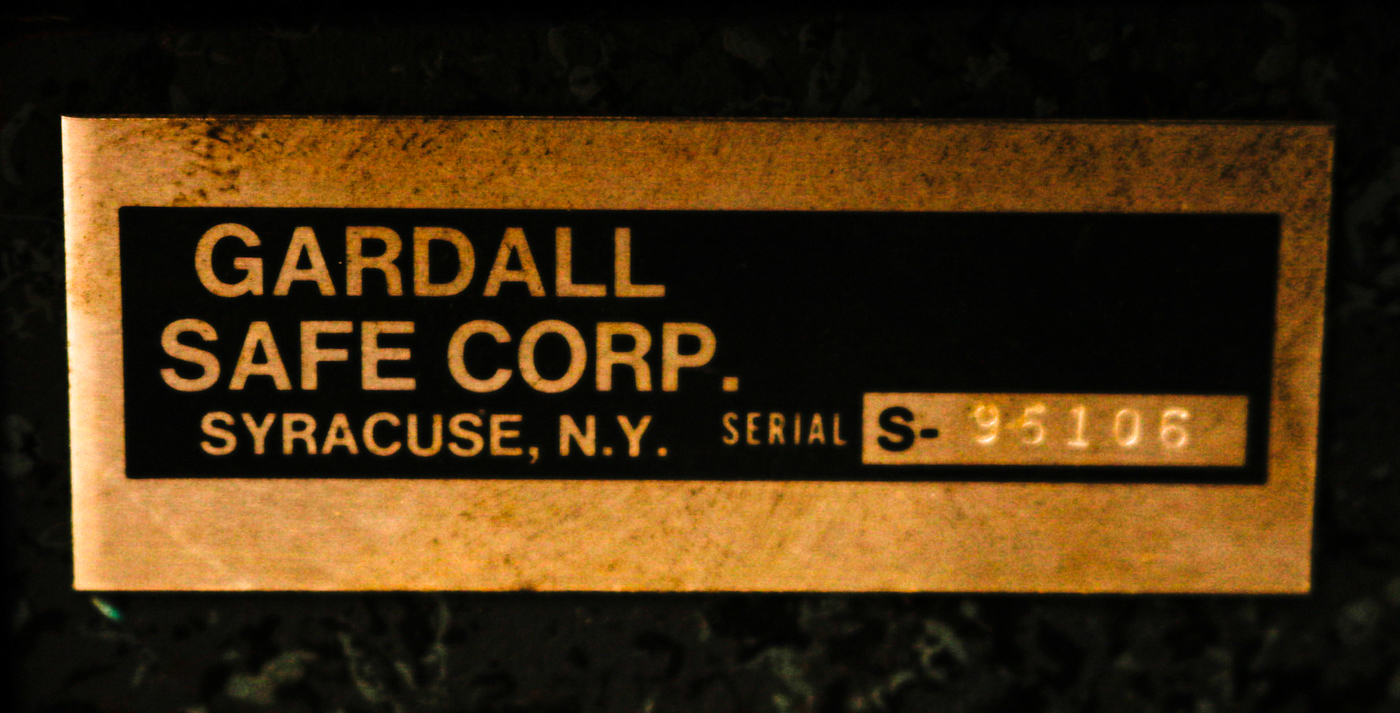 GARDALL
SAFE CORP.
SYRACUSE, N.Y. SERIAL S- 95106